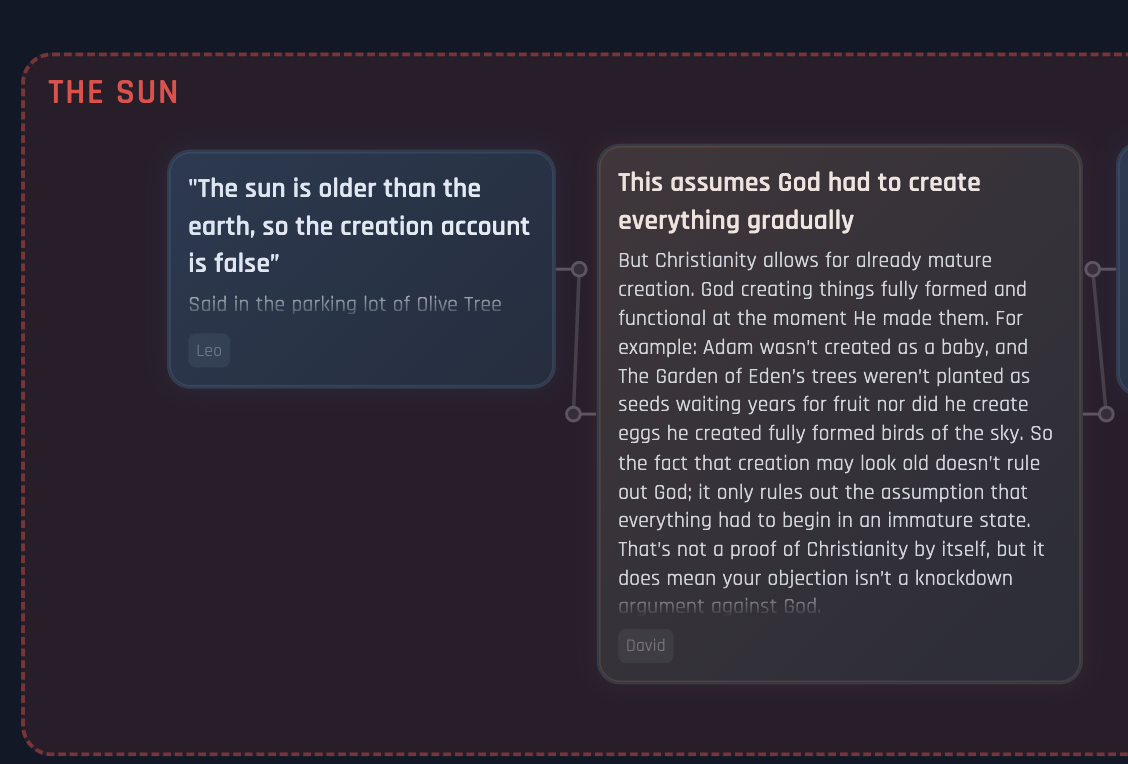 THE SUN
"The sun is older than the
earth, so the creation account
is false”
Said in the parking lot of Olive Tree
Leo
This assumes God had to create
everything gradually
But Christianity allows for already mature
creation. God creating things fully formed and
functional at the moment He made them. For
example: Adam wasn’t created as a baby, and
The Garden of Eden’s trees weren’t planted as
seeds waiting years for fruit nor did he create
eggs he created fully formed birds of the sky. So
the fact that creation may look old doesn’t rule
out God; it only rules out the assumption that
everything had to begin in an immature state.
That’s not a proof of Christianity by itself, but it
does mean your objection isn’t a knockdown
argument against God.
David